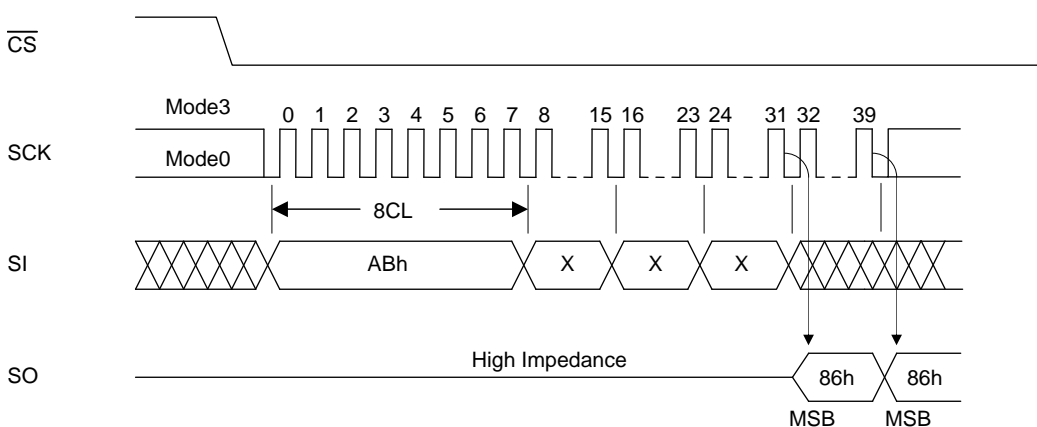 CS
Mode3
0 1 2 3 4 5 6 7 8 15 16 23 24 31 32 39
SCK
Mode0
8CL
SI
ABh
X
X
X
High Impedance
SO
86h
86h
MSB
MSB